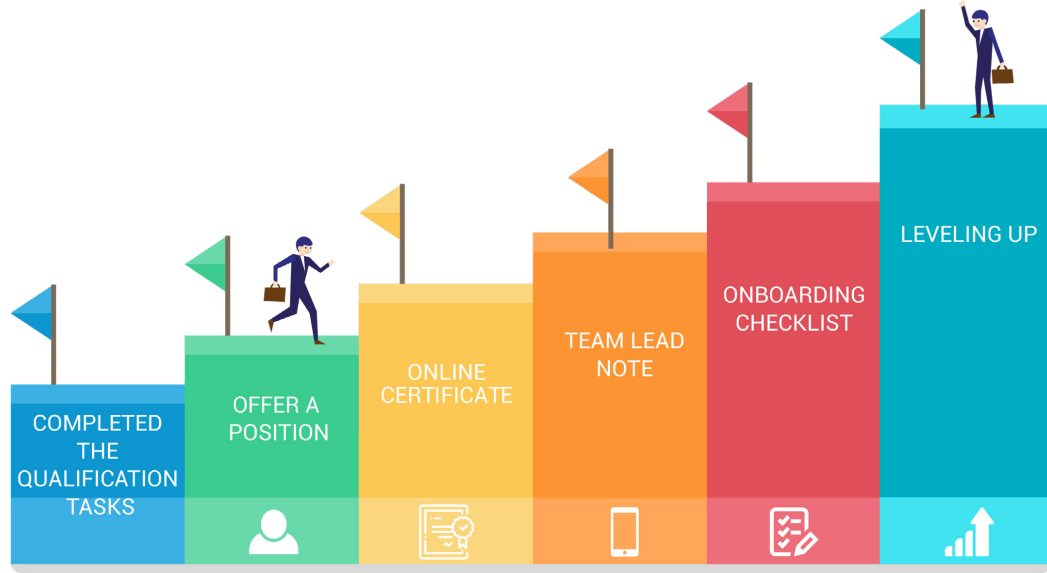 COMPLETED
THE
QUALIFICATION
TASKS
OFFER A
POSITION
ONLINE
CERTIFICATE
TEAM LEAD
NOTE
ONBOARDING
CHECKLIST
LEVELING UP